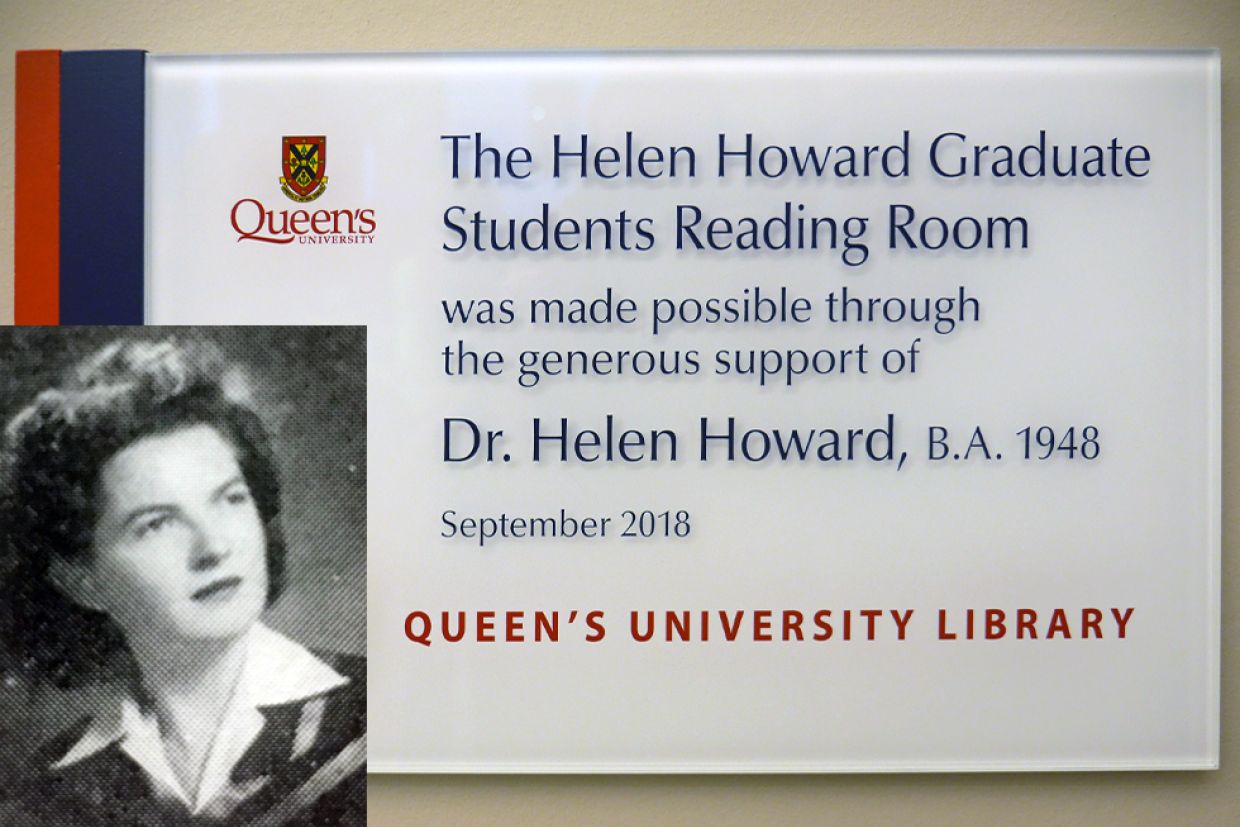 Queen's
UNIVERSITY
The Helen Howard Graduate
Students Reading Room
was made possible through
the generous support of
Dr. Helen Howard, B.A. 1948
September 2018
QUEEN'S UNIVERSITY LIBRARY